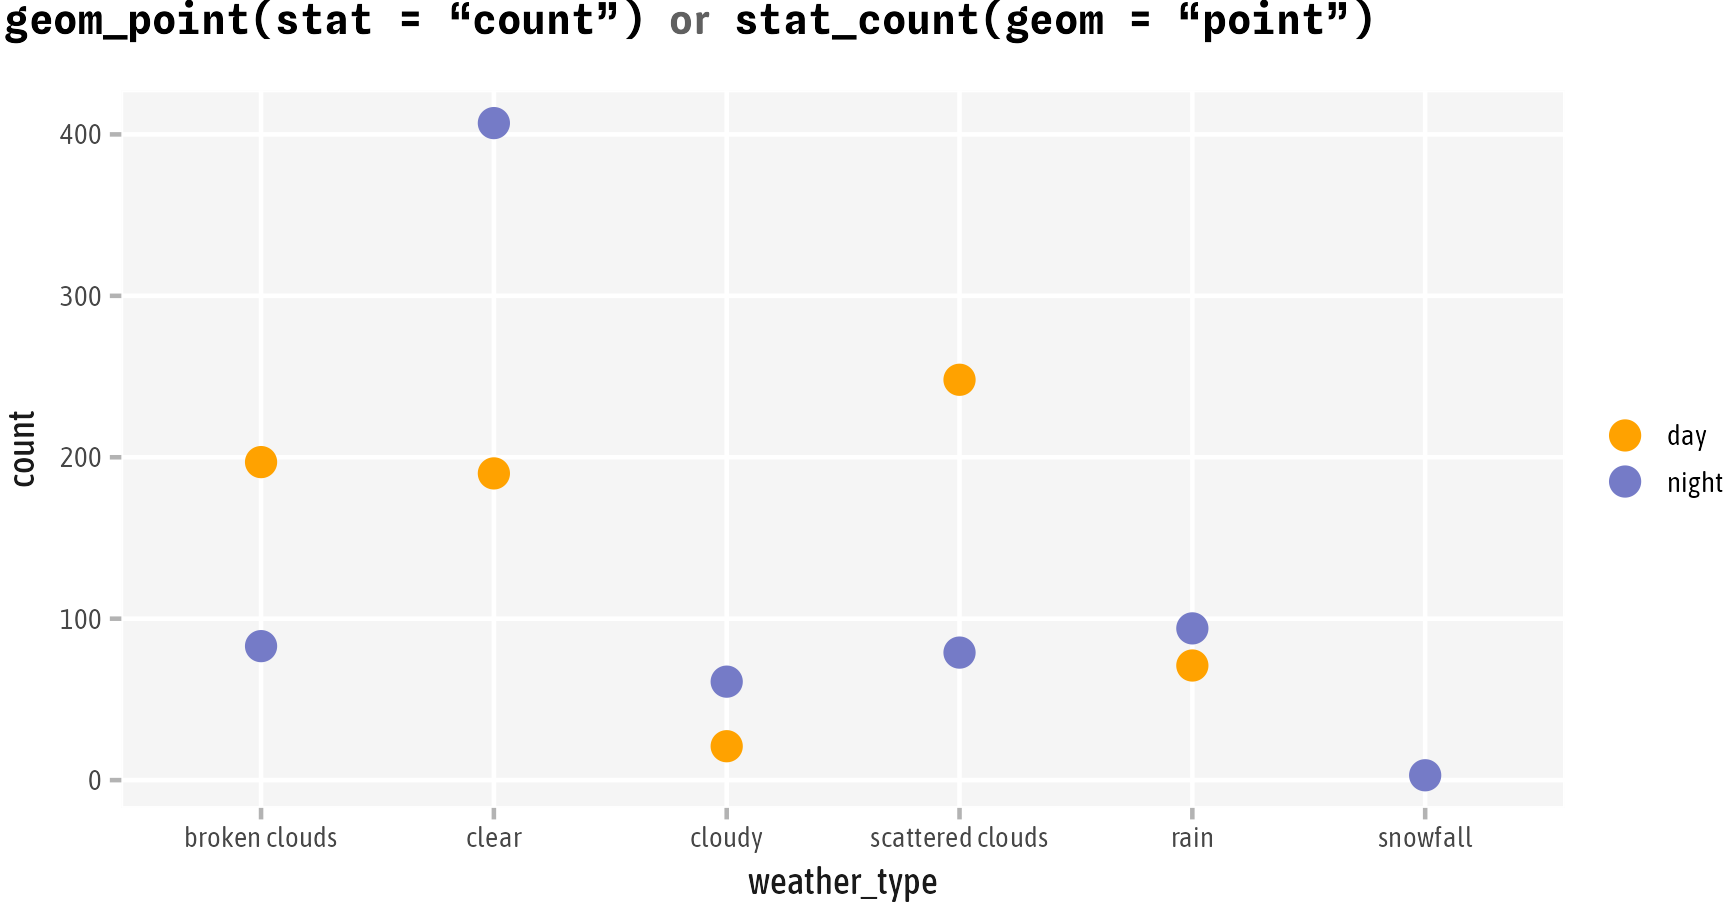 geom_point(stat = “count”) or stat_count(geom = “point”)
400
300
200
100
0
count
broken clouds
clear
cloudy
scattered clouds
rain
snowfall
weather_type
day
night